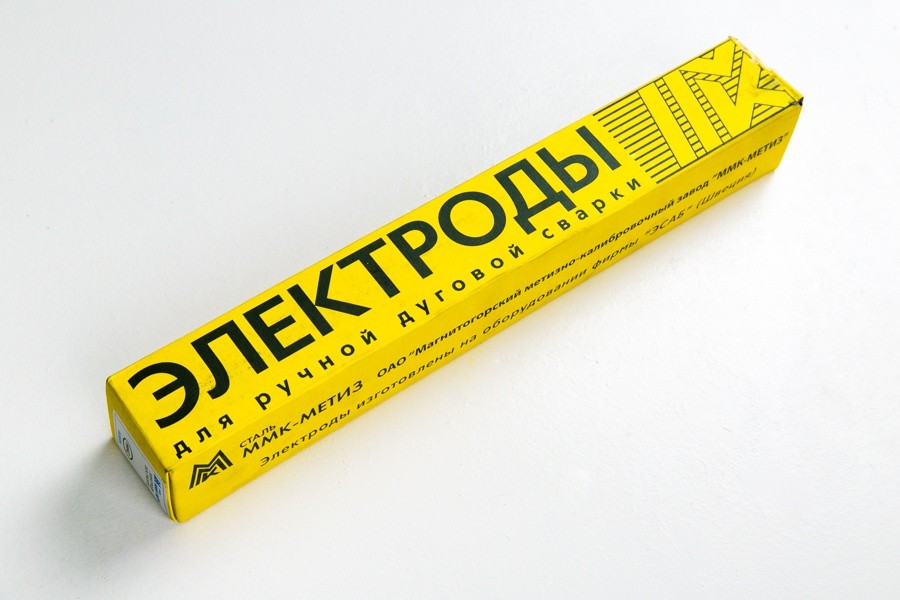 ЭЛЕКТРОДЫ
для ручной дуговой сварки
СТАЛЬ
ММК-МЕТИЗ
ОАО "Магнитогорский метизно-калибровочный завод "ММК-МЕТИЗ"
Электроды изготовлены на оборудовании фирмы "ЭСАБ" (Швеция)